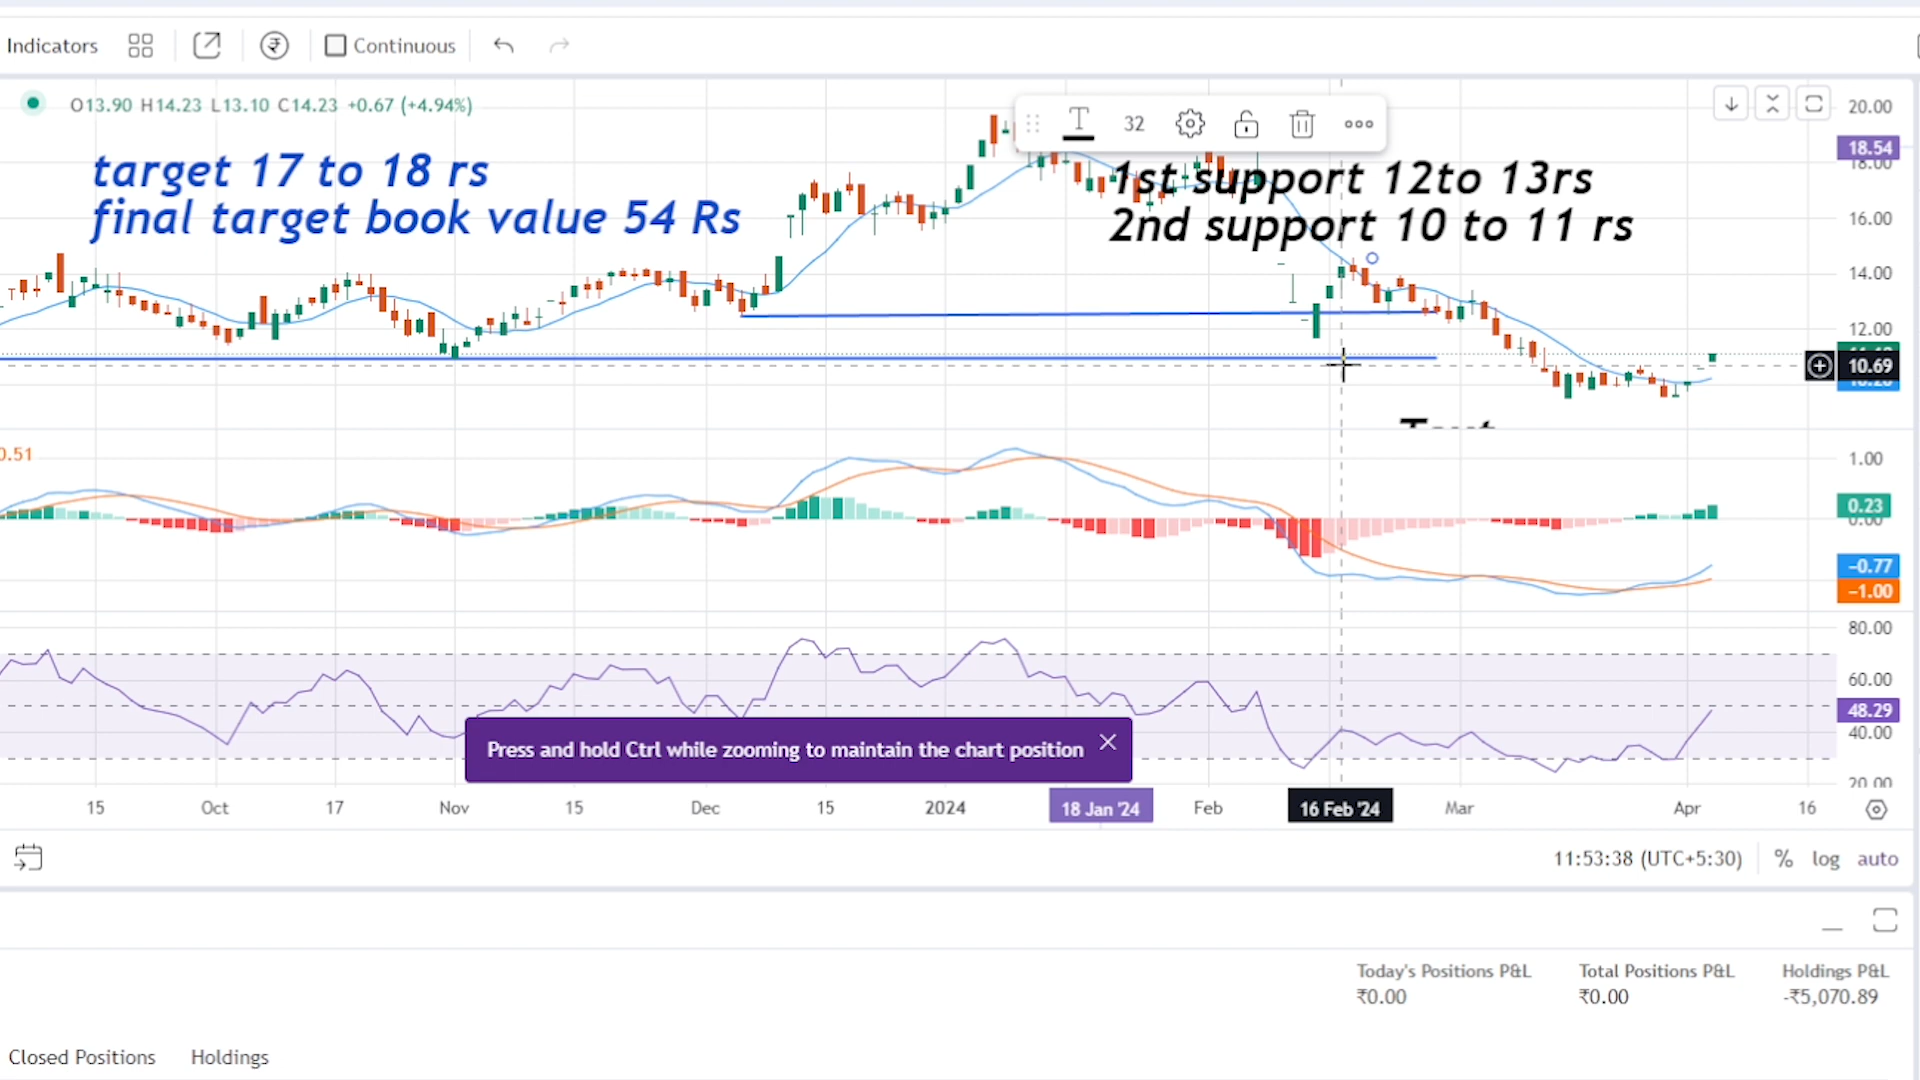 Indicators
Continuous
O13.90 H14.23 L13.10 C14.23 +0.67 (+4.94%)
32
20.00
18.54
18.00
target 17 to 18 rs
final target book value 54 Rs
1st support 12to 13rs
2nd support 10 to 11 rs
16.00
14.00
12.00
10.69
Text
0.51
1.00
0.23
0.00
-0.77
-1.00
80.00
60.00
48.29
40.00
20.00
Press and hold Ctrl while zooming to maintain the chart position
15 Oct 17 Nov 15 Dec 15 2024 18 Jan '24 Feb 16 Feb '24 Mar Apr 16
11:53:38 (UTC+5:30) % log auto
Today's Positions P&L Total Positions P&L Holdings P&L
₹0.00 ₹0.00 -₹5,070.89
Closed Positions Holdings